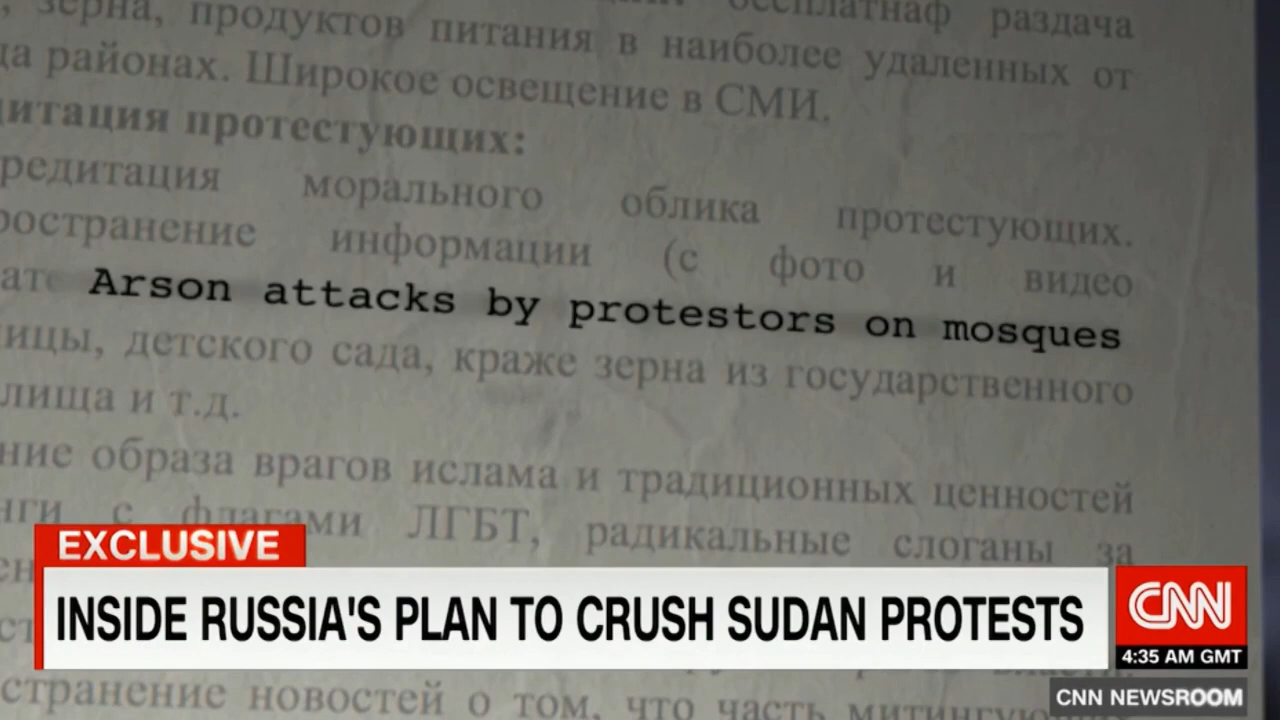 зерна, продуктов питания в наиболее удаленных от
районах. Широкое освещение в СМИ.
протестующих:
морального облика протестующих.
информации (с фото и видео
Arson attacks by protestors on mosques
детского сада, краже зерна из государственного
и т.д.
образа врагов ислама и традиционных ценностей
с флагами ЛГБТ, радикальные слоганы за
EXCLUSIVE
INSIDE RUSSIA'S PLAN TO CRUSH SUDAN PROTESTS
CNN
4:35 AM GMT
новостей о том, что часть
CNN NEWSROOM